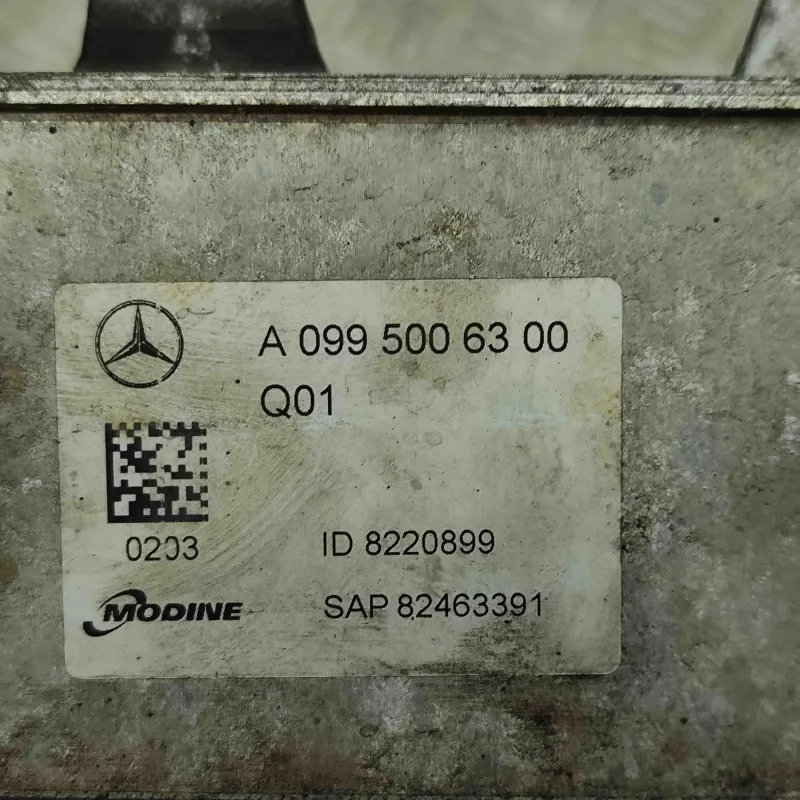 A 099 500 63 00
Q01
0203
ID 8220899
MODINE
SAP 82463391